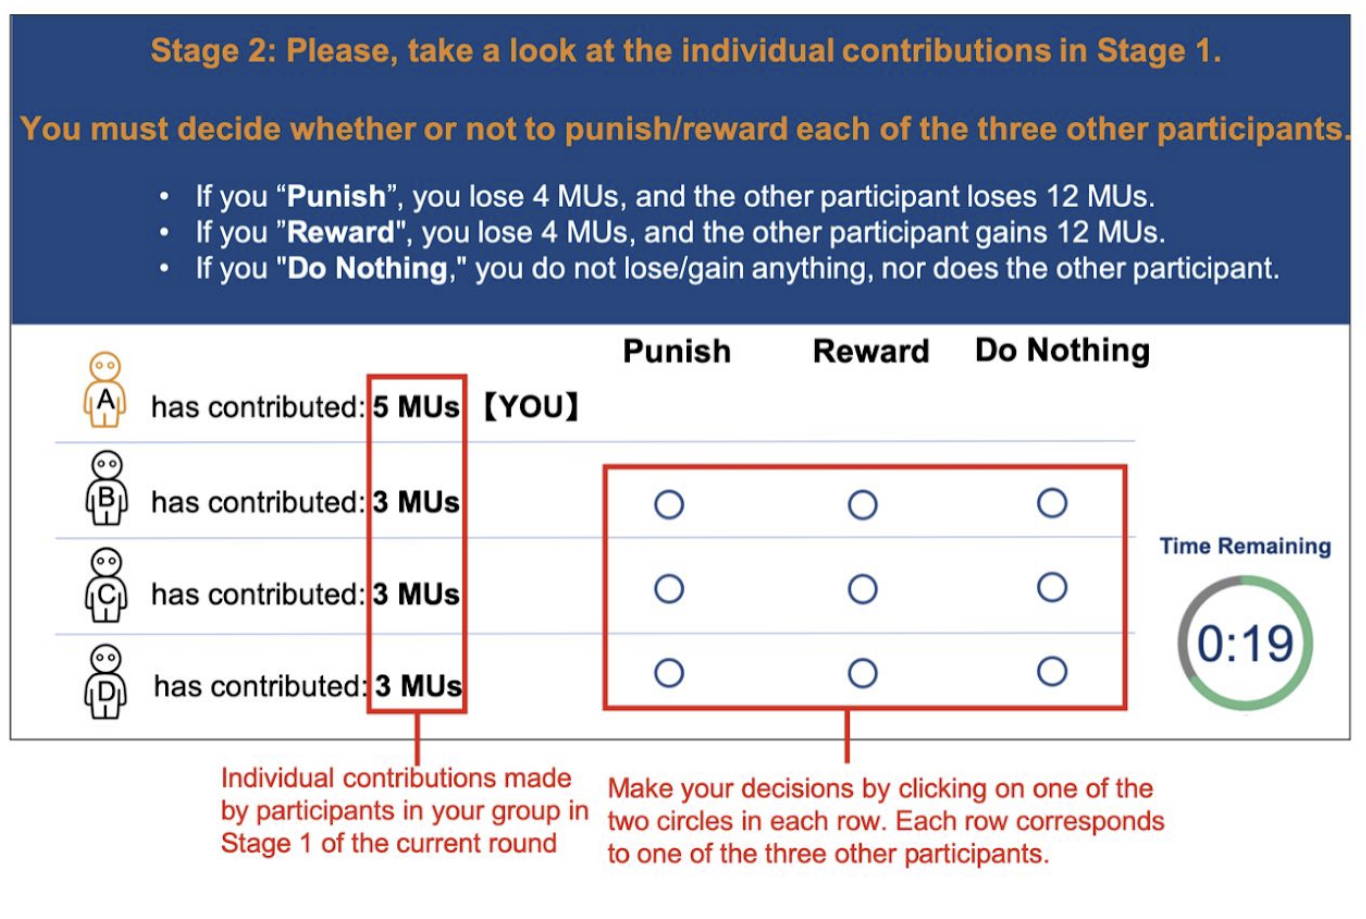 Stage 2: Please, take a look at the individual contributions in Stage 1.
You must decide whether or not to punish/reward each of the three other participants.
• If you “Punish”, you lose 4 MUs, and the other participant loses 12 MUs.
• If you ”Reward", you lose 4 MUs, and the other participant gains 12 MUs.
• If you "Do Nothing," you do not lose/gain anything, nor does the other participant.
Punish Reward Do Nothing
A has contributed: 5 MUs 【YOU】
B has contributed: 3 MUs
C has contributed: 3 MUs
D has contributed: 3 MUs
Time Remaining
0:19
Individual contributions made
by participants in your group in
Stage 1 of the current round
Make your decisions by clicking on one of the
two circles in each row. Each row corresponds
to one of the three other participants.